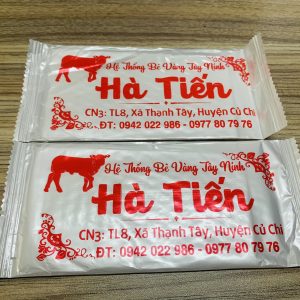 Hệ Thống Bê Vàng Tây Ninh
Hà Tiến
CN3: TL8, Xã Thạnh Tây, Huyện Củ Chi
ĐT: 0942 022 986 - 0977 80 79 76
Hệ Thống Bê Vàng Tây Ninh
Hà Tiến
CN3: TL8, Xã Thạnh Tây, Huyện Củ Chi
ĐT: 0942 022 986 - 0977 80 79 76